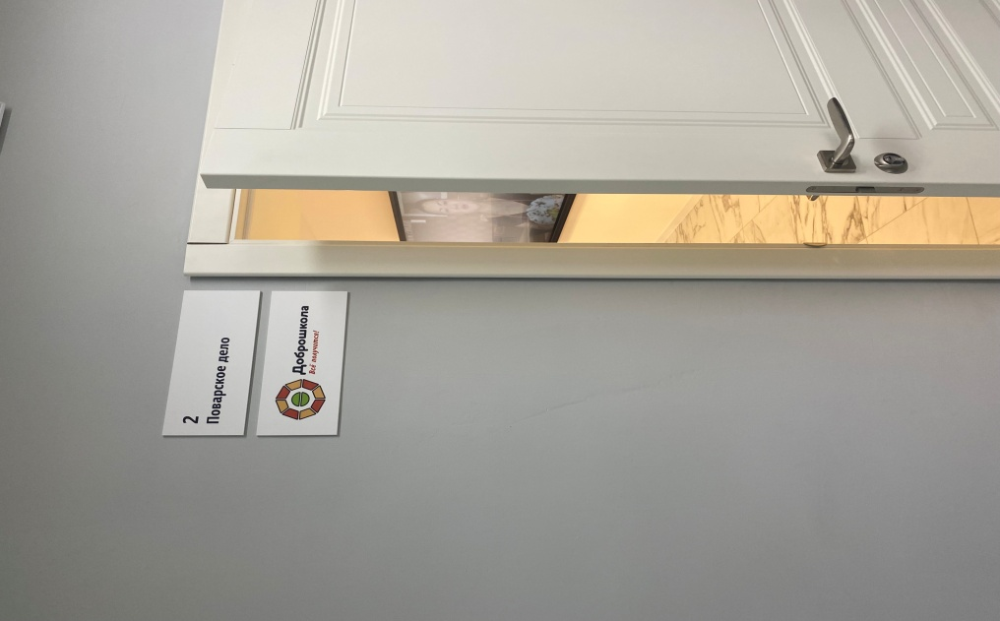 2
Поварское дело
Доброшкола
Всё получится!